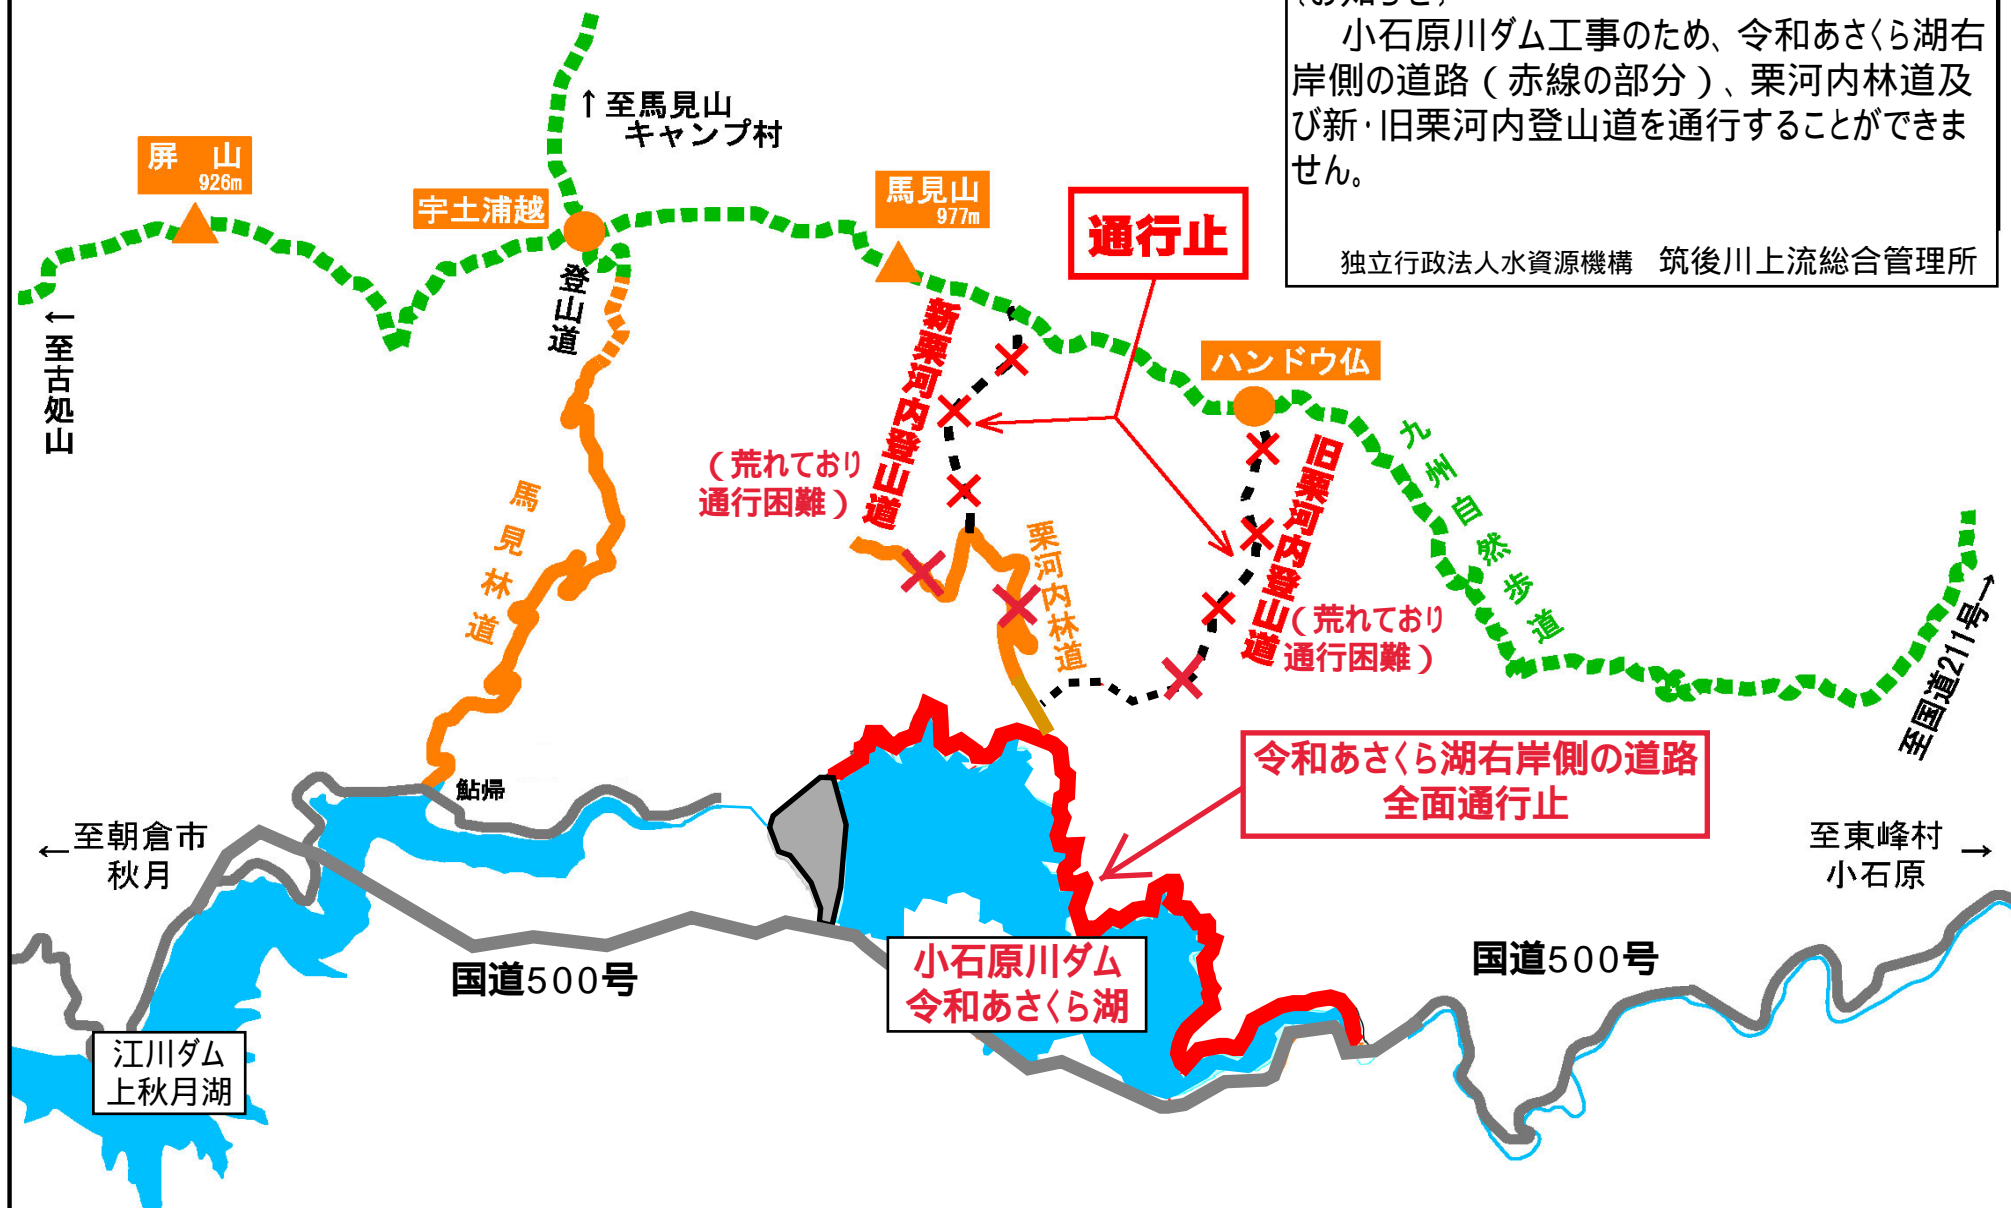 (お知らせ)
小石原川ダム工事のため、令和あさくら湖右
岸側の道路(赤線の部分)、栗河内林道及
び新・旧栗河内登山道を通行することができま
せん。
独立行政法人水資源機構 筑後川上流総合管理所
↑至馬見山
キャンプ村
屏 山
926m
宇土浦越
馬見山
977m
通行止
登山道
←至古処山
新栗河内登山道
(荒れており
通行困難)
ハンドウ仏
旧栗河内登山道
(荒れており
通行困難)
九州自然歩道
馬見林道
栗河内林道
至国道211号→
令和あさくら湖右岸側の道路
全面通行止
鮎帰
←至朝倉市
秋月
至東峰村→
小石原
国道500号
小石原川ダム
令和あさくら湖
国道500号
江川ダム
上秋月湖